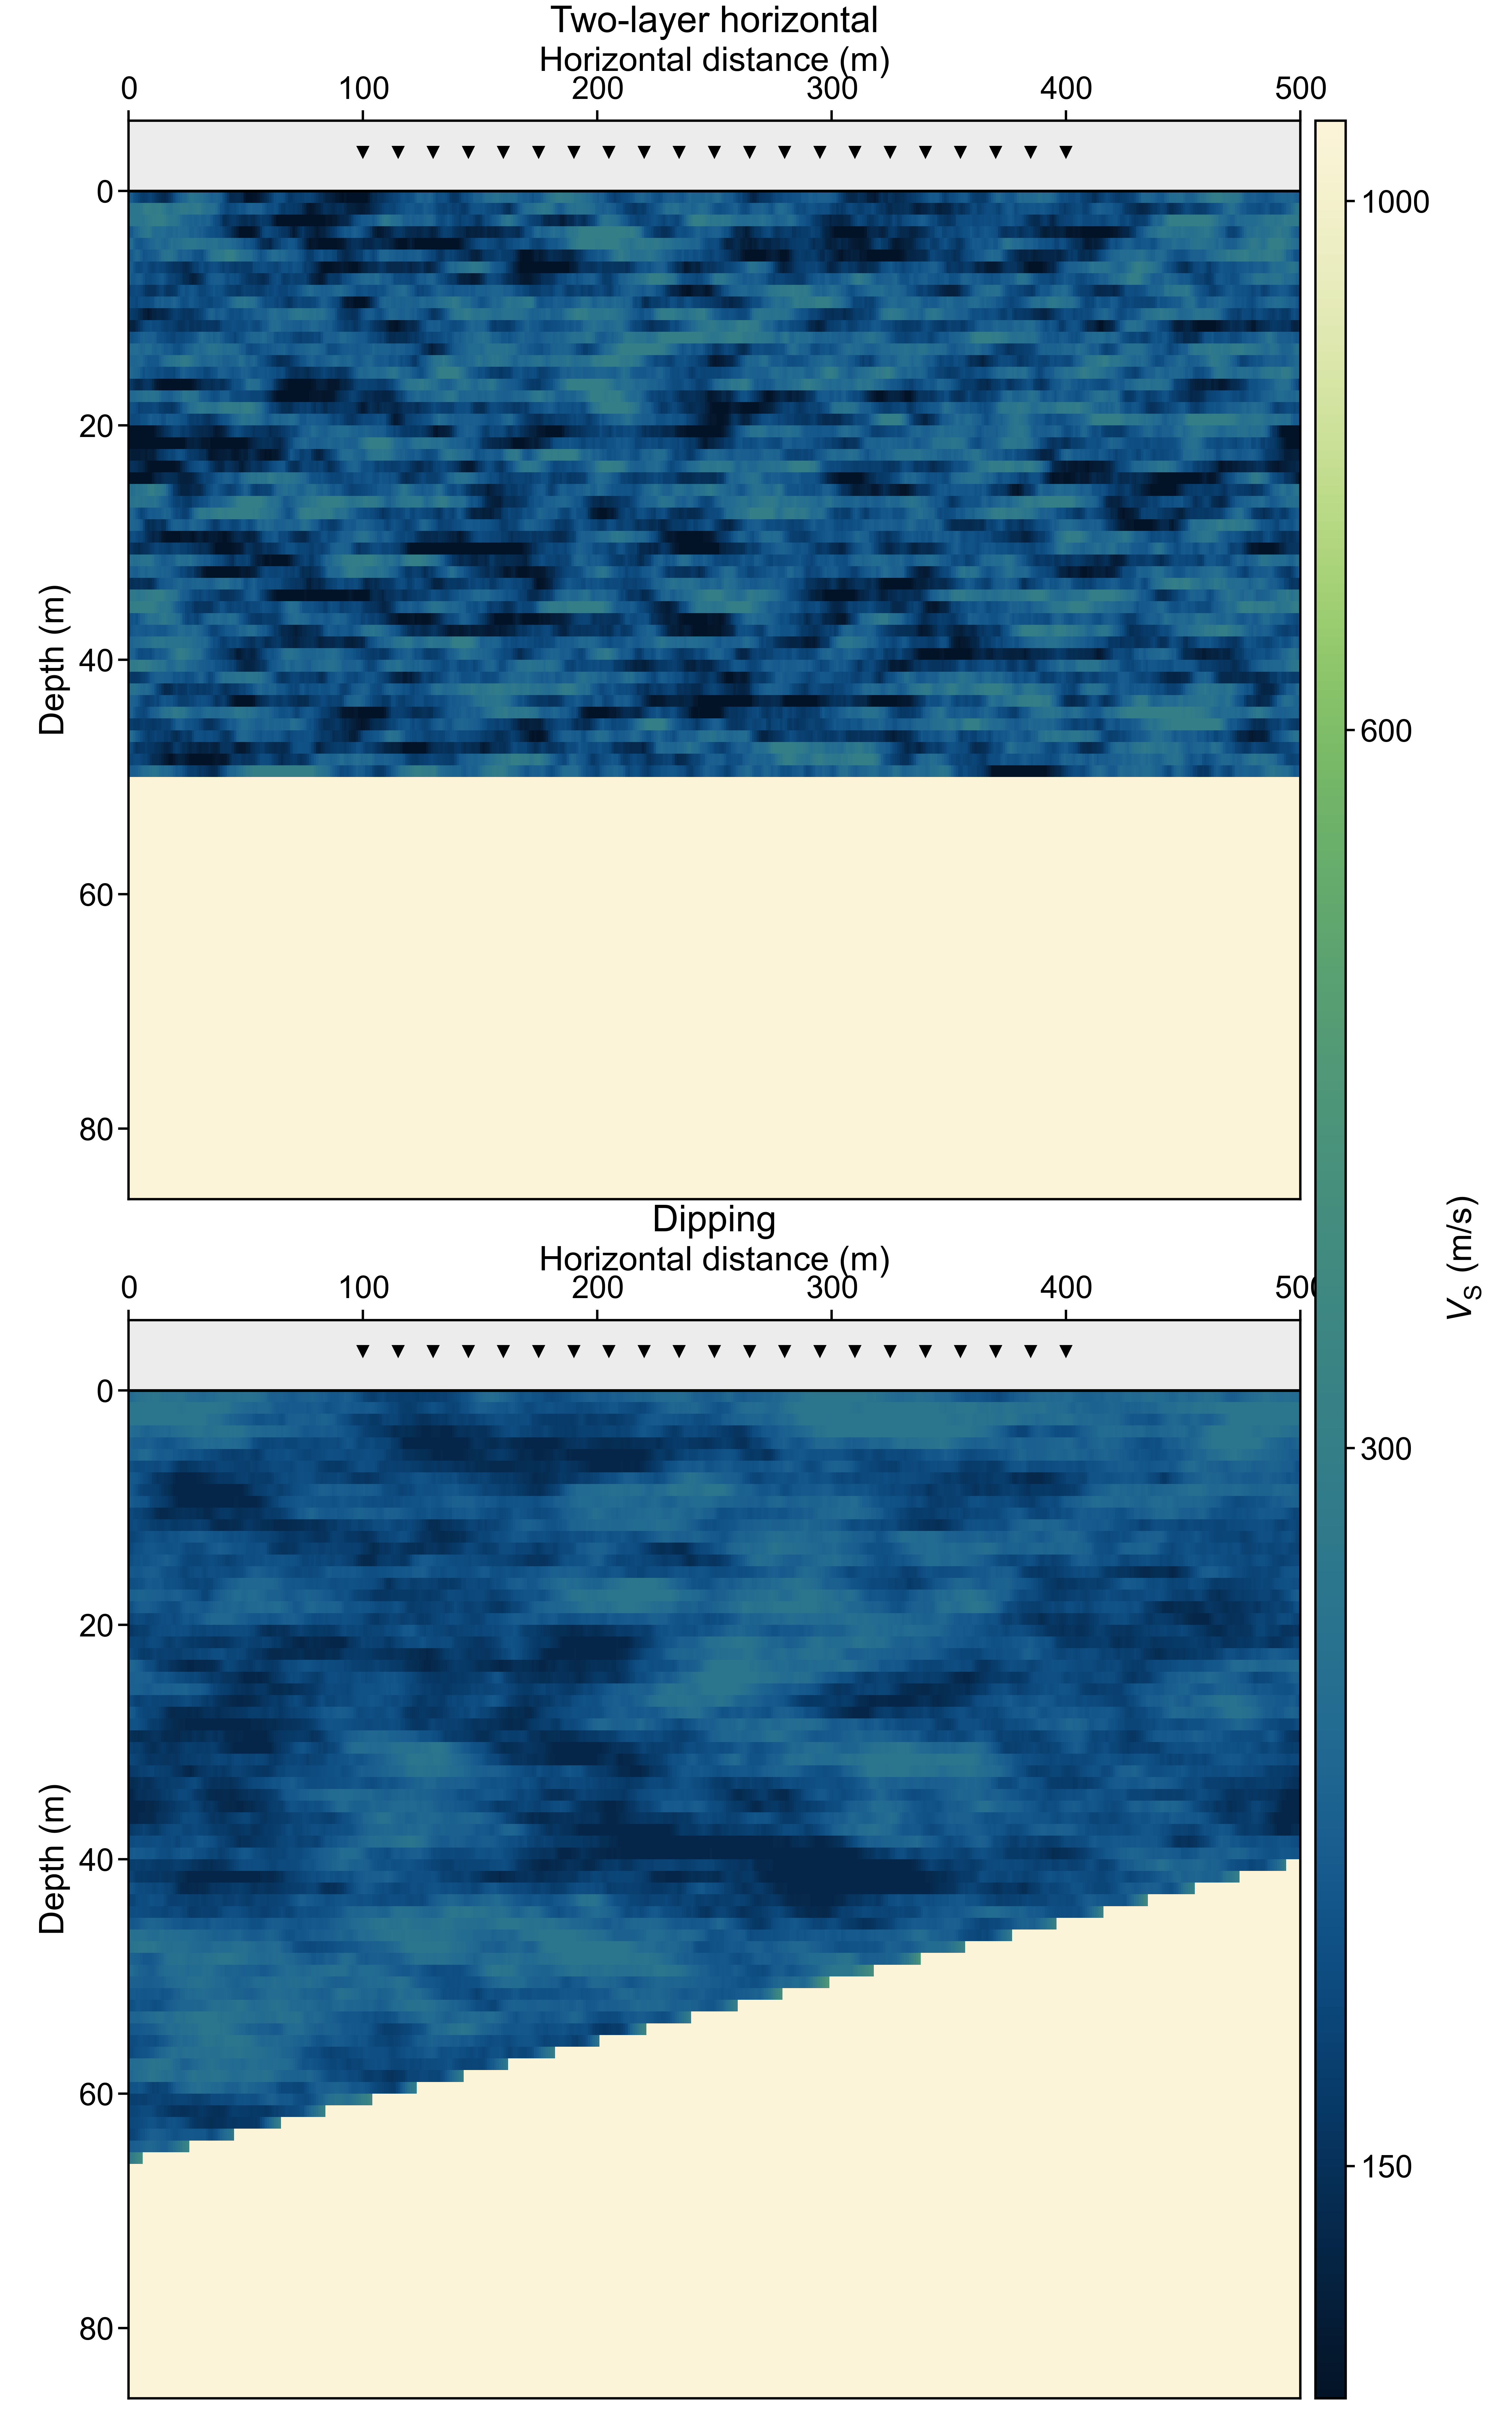 Two-layer horizontal
Horizontal distance (m)
0 100 200 300 400 500
0
20
40
60
80
Depth (m)
Dipping
Horizontal distance (m)
0 100 200 300 400 500
0
20
40
60
80
Depth (m)
1000
600
300
150
VS (m/s)